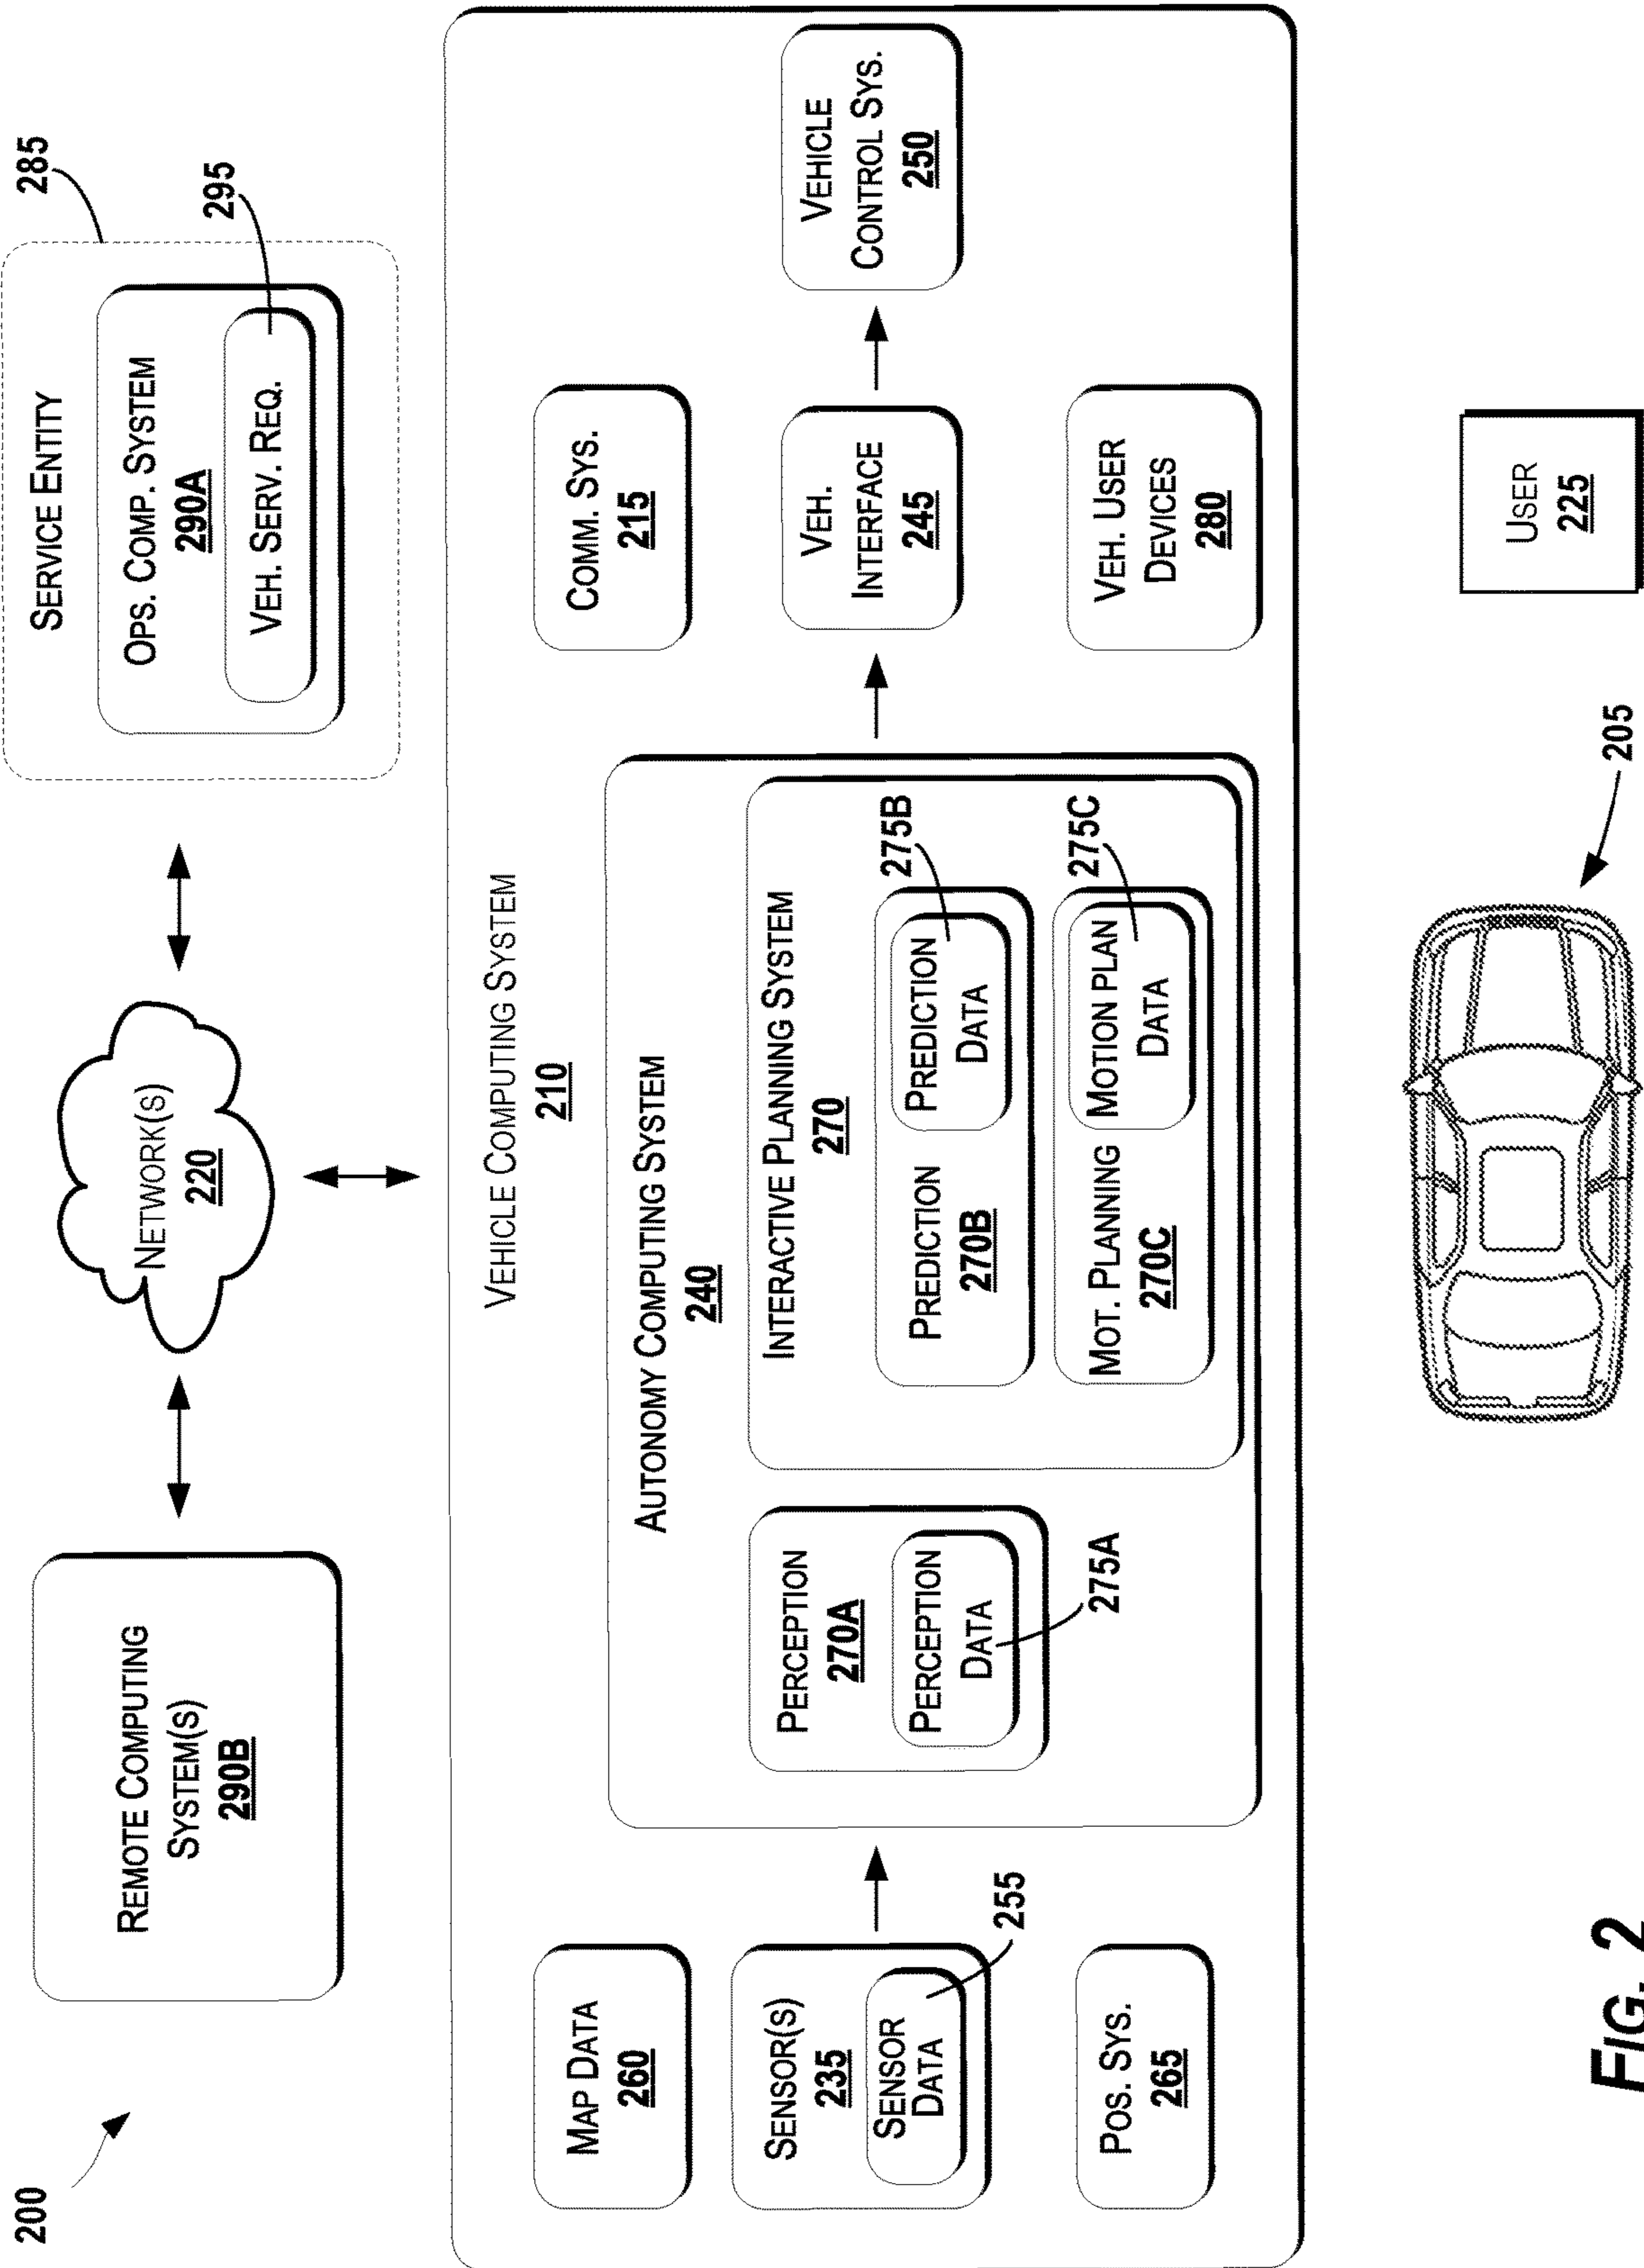 200
REMOTE COMPUTING
SYSTEM(S)
290B
NETWORK(S)
220
SERVICE ENTITY
285
OPS. COMP. SYSTEM
290A
VEH. SERV. REQ.
295
VEHICLE COMPUTING SYSTEM
210
MAP DATA
260
SENSOR(S)
235
SENSOR
DATA
255
POS. SYS.
265
AUTONOMY COMPUTING SYSTEM
240
PERCEPTION
270A
PERCEPTION
DATA
275A
INTERACTIVE PLANNING SYSTEM
270
PREDICTION
270B
PREDICTION
DATA
275B
MOT. PLANNING
270C
MOTION PLAN
DATA
275C
COMM. SYS.
215
VEH.
INTERFACE
245
VEH. USER
DEVICES
280
VEHICLE
CONTROL SYS.
250
205
USER
225
FIG. 2